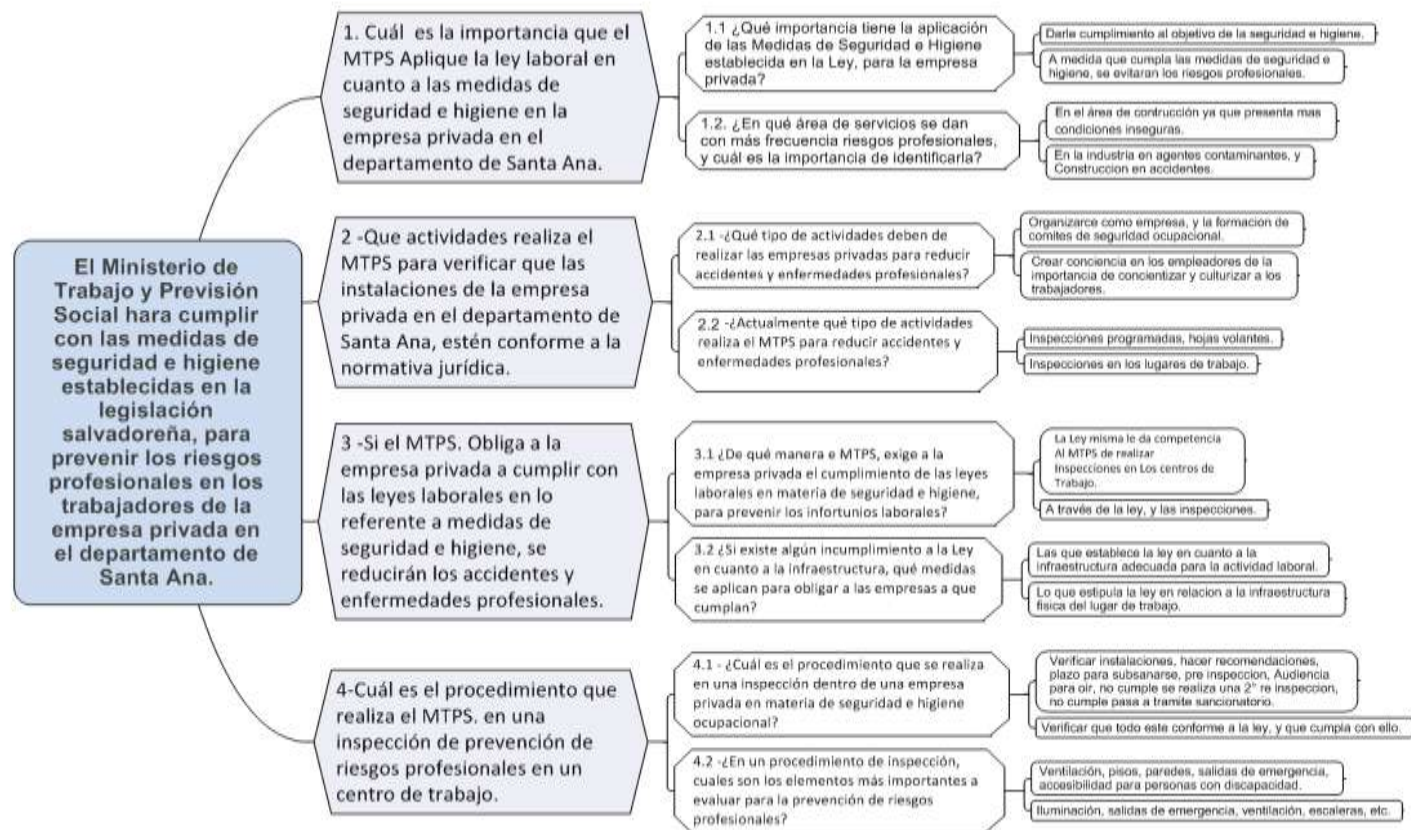 El Ministerio de
Trabajo y Previsión
Social hara cumplir
con las medidas de
seguridad e higiene
establecidas en la
legislación
salvadoreña, para
prevenir los riesgos
profesionales en los
trabajadores de la
empresa privada en
el departamento de
Santa Ana.
1. Cuál es la importancia que el
MTPS Aplique la ley laboral en
cuanto a las medidas de
seguridad e higiene en la
empresa privada en el
departamento de Santa Ana.
1.1 ¿Qué importancia tiene la aplicación
de las Medidas de Seguridad e Higiene
establecida en la Ley, para la empresa
privada?
Darle cumplimiento al objetivo de la seguridad e higiene.
A medida que cumpla las medidas de seguridad e
higiene, se evitaran los riesgos profesionales.
1.2. ¿En qué área de servicios se dan
con más frecuencia riesgos profesionales,
y cuál es la importancia de identificarla?
En el área de contrucción ya que presenta mas
condiciones inseguras.
En la industria en agentes contaminantes, y
Construccion en accidentes.
2 -Que actividades realiza el
MTPS para verificar que las
instalaciones de la empresa
privada en el departamento de
Santa Ana, estén conforme a la
normativa jurídica.
2.1 -¿Qué tipo de actividades deben de
realizar las empresas privadas para reducir
accidentes y enfermedades profesionales?
Organizarce como empresa, y la formacion de
comites de seguridad ocupacional.
Crear conciencia en los empleadores de la
importancia de concientizar y culturizar a los
trabajadores.
2.2 -¿Actualmente qué tipo de actividades
realiza el MTPS para reducir accidentes y
enfermedades profesionales?
Inspecciones programadas, hojas volantes.
Inspecciones en los lugares de trabajo.
3 -Si el MTPS. Obliga a la
empresa privada a cumplir con
las leyes laborales en lo
referente a medidas de
seguridad e higiene, se
reducirán los accidentes y
enfermedades profesionales.
3.1 ¿De qué manera e MTPS, exige a la
empresa privada el cumplimiento de las leyes
laborales en materia de seguridad e higiene,
para prevenir los infortunios laborales?
La Ley misma le da competencia
Al MTPS de realizar
Inspecciones en Los centros de
Trabajo.
A través de la ley, y las inspecciones.
3.2 ¿Si existe algún incumplimiento a la Ley
en cuanto a la infraestructura, qué medidas
se aplican para obligar a las empresas a que
cumplan?
Las que establece la ley en cuanto a la
infraestructura adecuada para la actividad laboral.
Lo que estipula la ley en relacion a la infraestructura
fisica del lugar de trabajo.
4-Cuál es el procedimiento que
realiza el MTPS. en una
inspección de prevención de
riesgos profesionales en un
centro de trabajo.
4.1 - ¿Cuál es el procedimiento que se realiza
en una inspección dentro de una empresa
privada en materia de seguridad e higiene
ocupacional?
Verificar instalaciones, hacer recomendaciones,
plazo para subsanarse, pre inspeccion, Audiencia
para oir, no cumple se realiza una 2° re Inspeccion,
no cumple pasa a tramite sancionatorio.
Verificar que todo este conforme a la ley, y que cumpla con ello.
4.2 -¿En un procedimiento de inspección,
cuales son los elementos más importantes a
evaluar para la prevención de riesgos
profesionales?
Ventilación, pisos, paredes, salidas de emergencia,
accesibilidad para personas con discapacidad.
Iluminación, salidas de emergencia, ventilación, escaleras, etc.